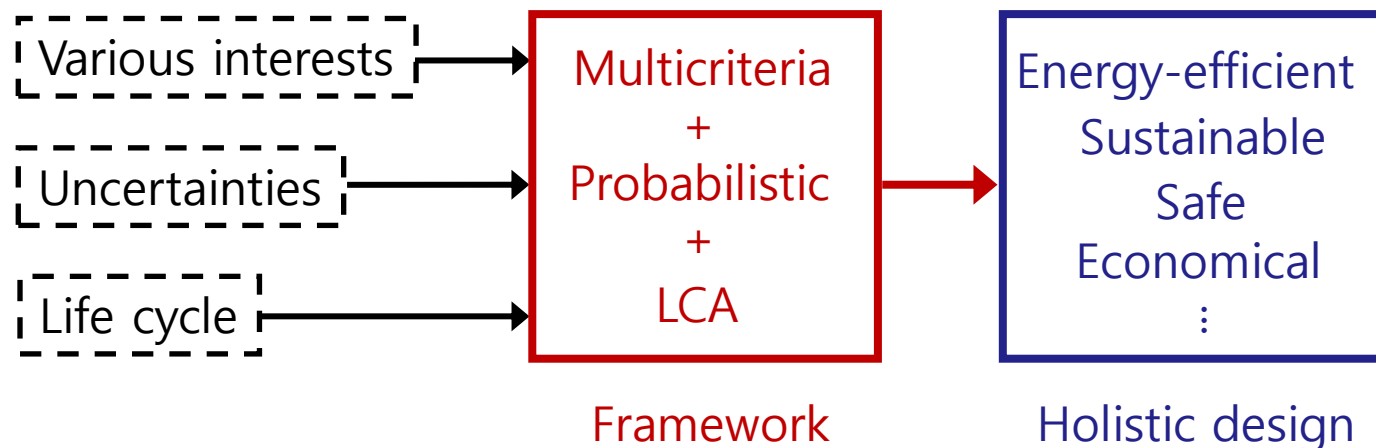 Various interests
Uncertainties
Life cycle
Multicriteria
+
Probabilistic
+
LCA
Framework
Energy-efficient
Sustainable
Safe
Economical
⋮
Holistic design